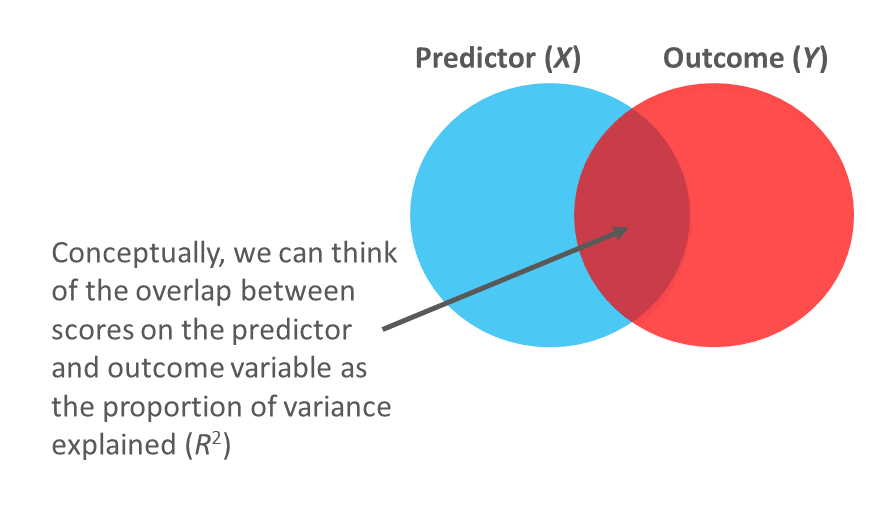 Predictor (X) Outcome (Y)
Conceptually, we can think
of the overlap between
scores on the predictor
and outcome variable as
the proportion of variance
explained (R²)